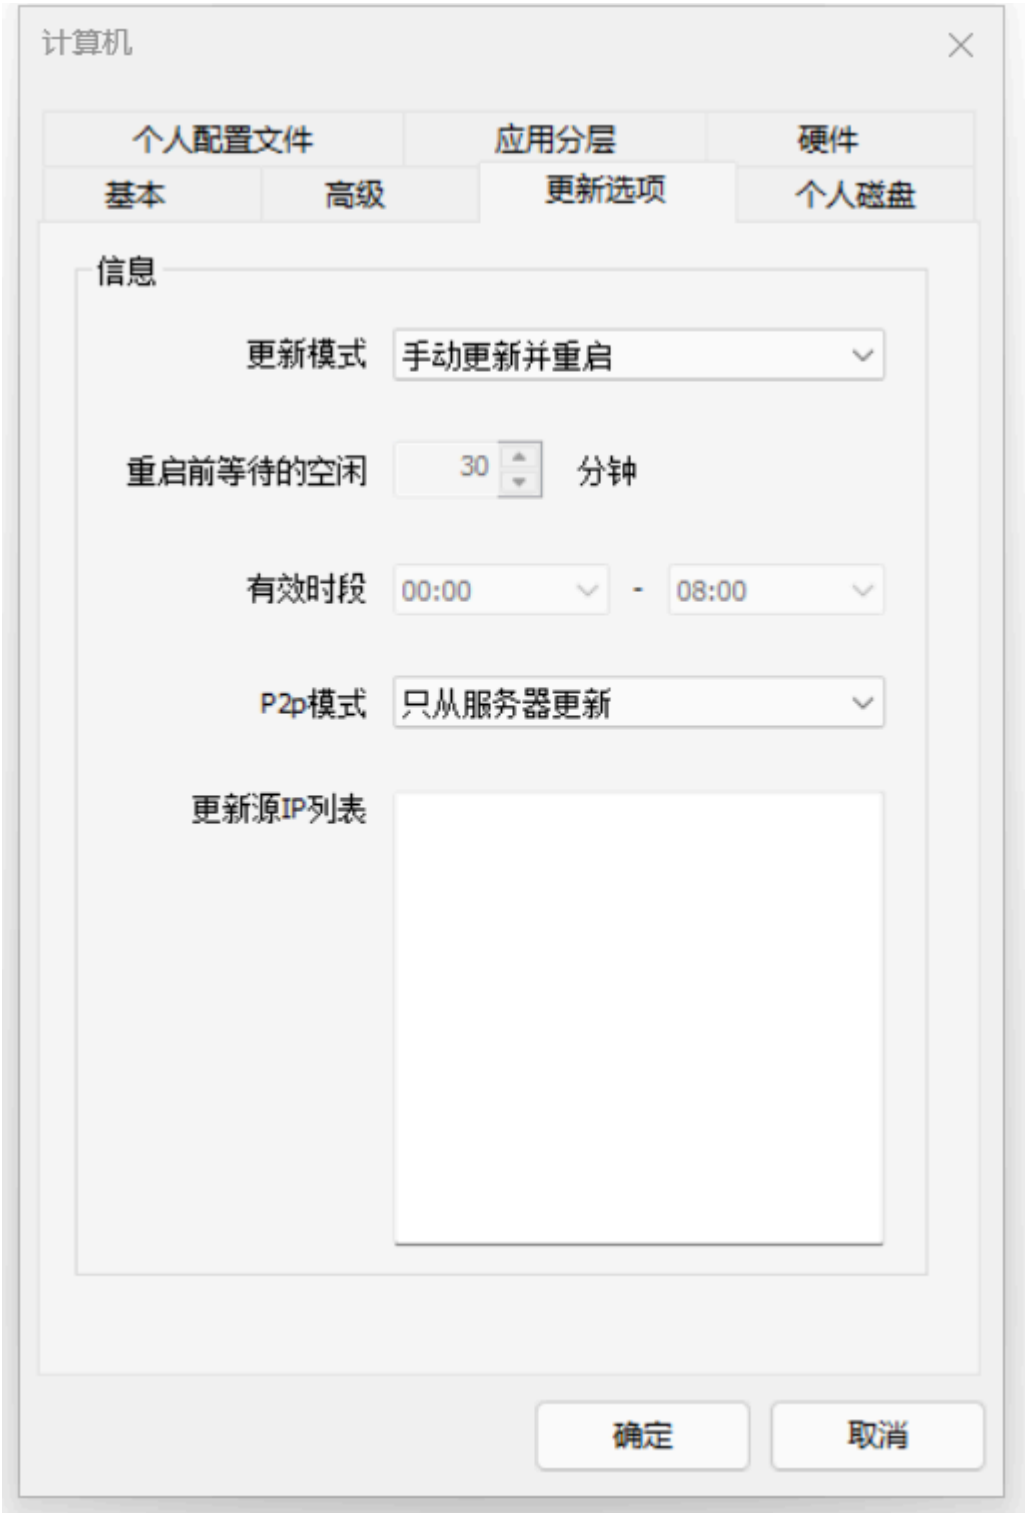 计算机
个人配置文件 应用分层 硬件
基本 高级 更新选项 个人磁盘
信息
更新模式 手动更新并重启
重启前等待的空闲 30 分钟
有效时段 00:00 - 08:00
P2p模式 只从服务器更新
更新源IP列表
确定 取消